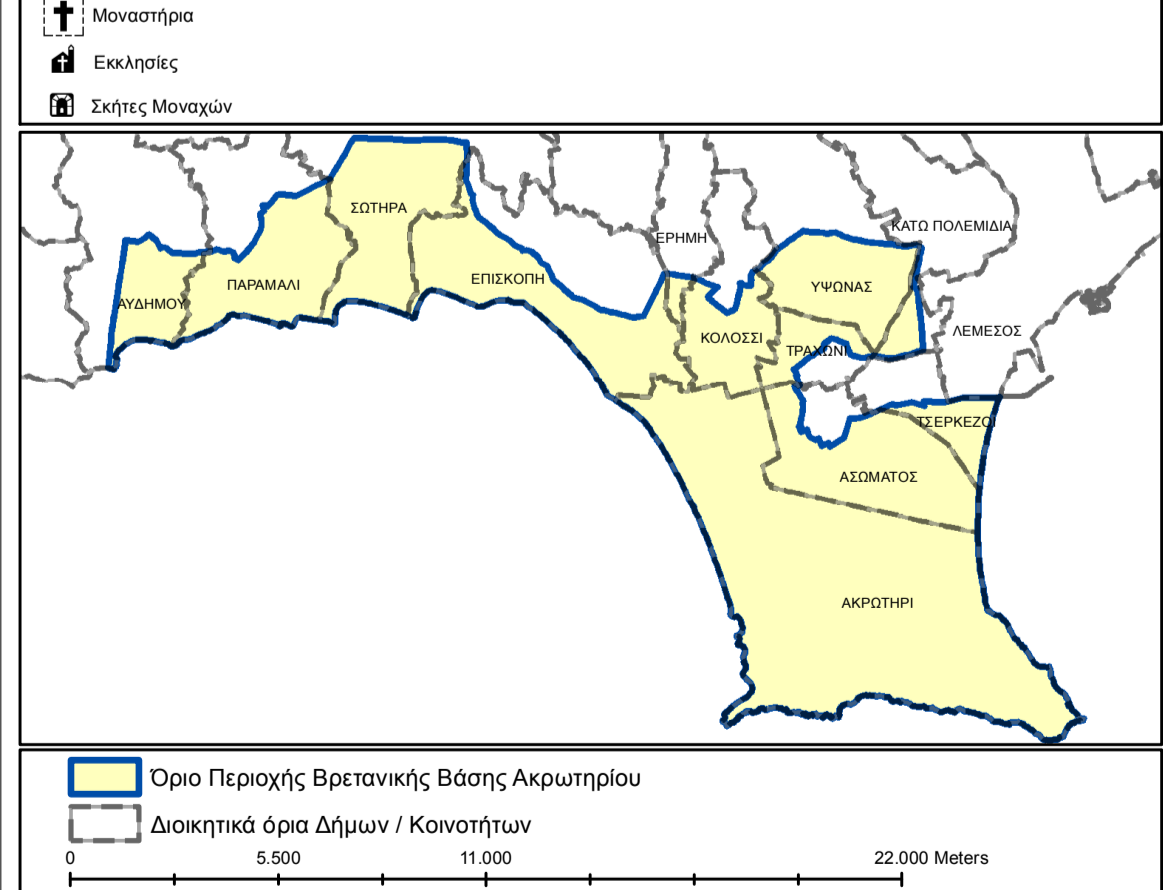 Μοναστήρια
Εκκλησίες
Σκήτες Μοναχών
ΣΩΤΗΡΑ
ΚΑΤΩ ΠΟΛΕΜΙΔΙΑ
ΕΡΗΜΗ
ΕΠΙΣΚΟΠΗ
ΠΑΡΑΜΑΛΙ
ΥΨΩΝΑΣ
ΑΥΔΗΜΟΥ
ΛΕΜΕΣΟΣ
ΚΟΛΟΣΣΙ
ΤΡΑΧΩΝΙ
ΤΣΕΡΚΕΖΟΙ
ΑΣΩΜΑΤΟΣ
ΑΚΡΩΤΗΡΙ
Όριο Περιοχής Βρετανικής Βάσης Ακρωτηρίου
Διοικητικά όρια Δήμων / Κοινοτήτων
0 5.500 11.000 22.000 Meters